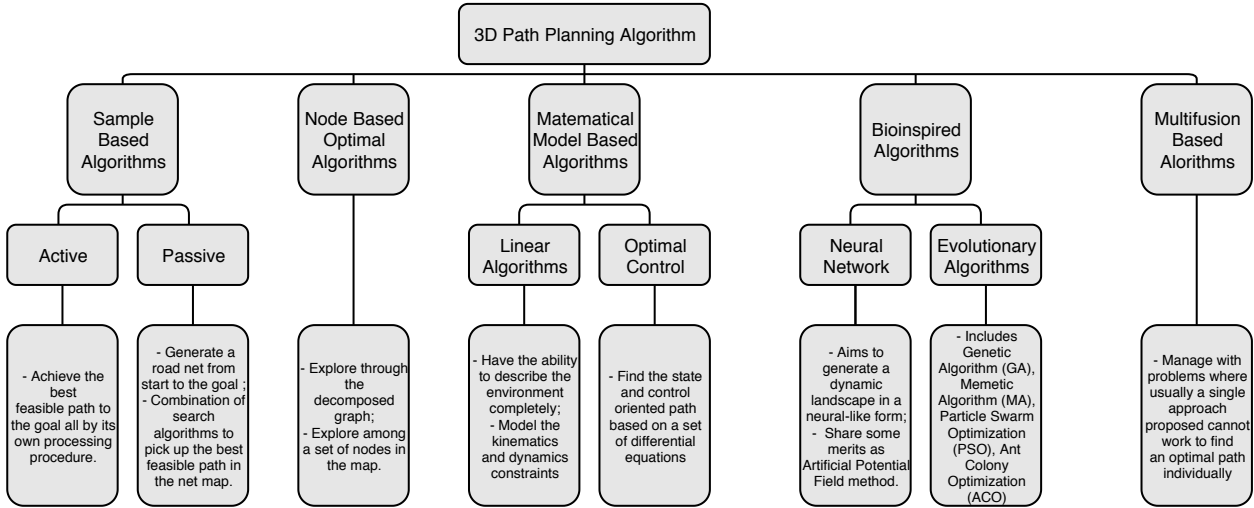 3D Path Planning Algorithm
Sample
Based
Algorithms
Node Based
Optimal
Algorithms
Matematical
Model Based
Algorithms
Bioinspired
Algorithms
Multifusion
Based
Alorithms
Active
Passive
Linear
Algorithms
Optimal
Control
Neural
Network
Evolutionary
Algorithms
- Achieve the
best
feasible path to
the goal all by its
own processing
procedure.
- Generate a
road net from
start to the goal ;
- Combination of
search
algorithms to
pick up the best
feasible path in
the net map.
- Explore through
the
decomposed
graph;
- Explore among
a set of nodes in
the map.
- Have the ability
to describe the
environment
completely;
- Model the
kinematics
and dynamics
constraints
- Find the state
and control
oriented path
based on a set
of differential
equations
- Aims to
generate a
dynamic
landscape in a
neural-like form;
- Share some
merits as
Artificial Potential
Field method.
- Includes
Genetic
Algorithm (GA),
Memetic
Algorithm (MA),
Particle Swarm
Optimization
(PSO), Ant
Colony
Optimization
(ACO)
- Manage with
problems where
usually a single
approach
proposed cannot
work to find
an optimal path
individually